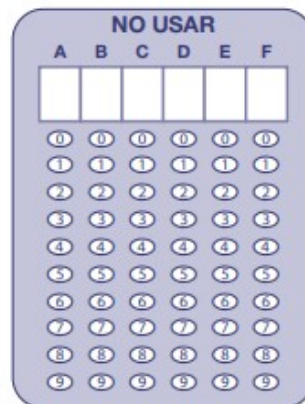 NO USAR
A B C D E F
0 0 0 0 0 0
1 1 1 1 1 1
2 2 2 2 2 2
3 3 3 3 3 3
4 4 4 4 4 4
5 5 5 5 5 5
6 6 6 6 6 6
7 7 7 7 7 7
8 8 8 8 8 8
9 9 9 9 9 9